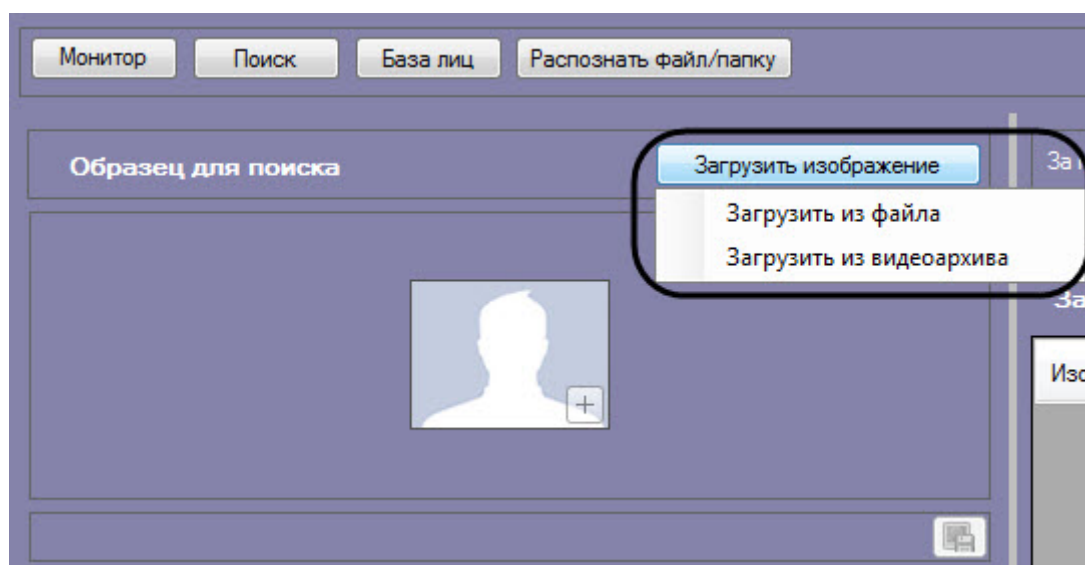 Монитор Поиск База лиц Распознать файл/папку
Образец для поиска Загрузить изображение
Загрузить из файла
Загрузить из видеоархива